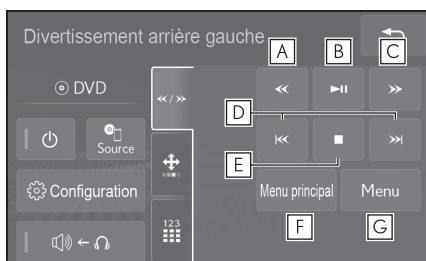 Divertissement arrière gauche
A B C
DVD
D
Source
E
Configuration
Menu principal Menu
123
F G